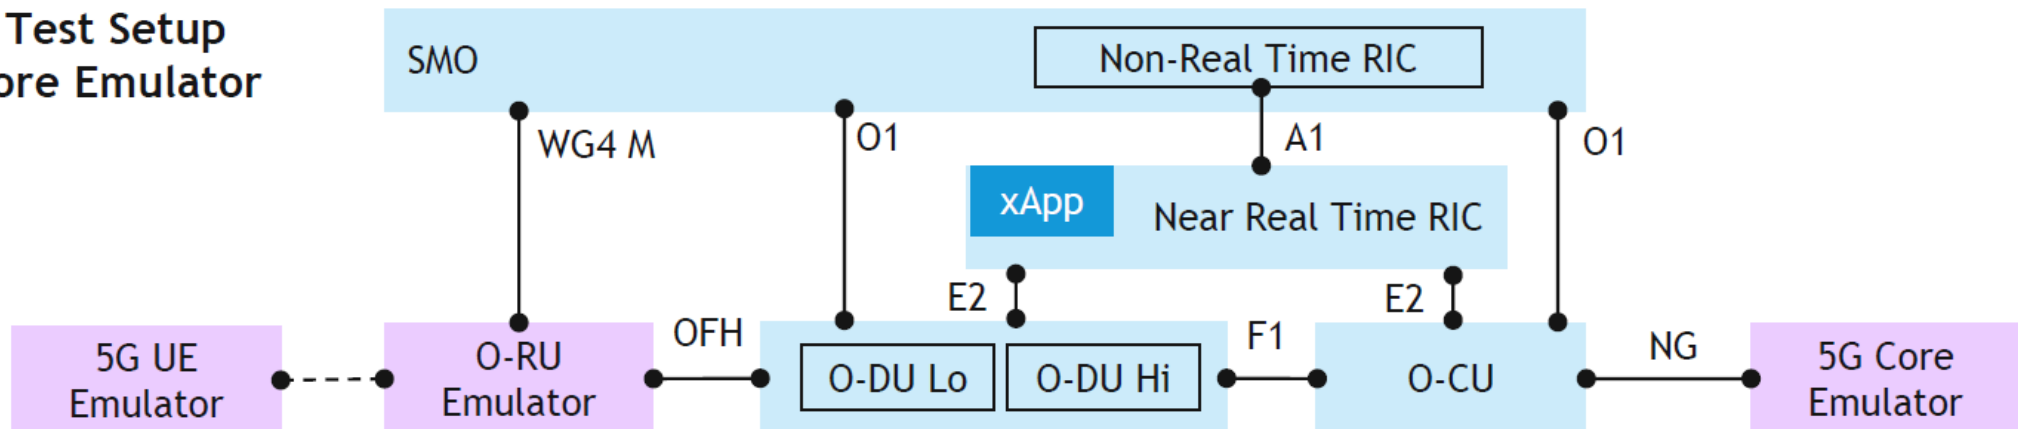 Test Setup
ore Emulator
SMO
Non-Real Time RIC
WG4 M
O1
A1
O1
xApp
Near Real Time RIC
E2
E2
5G UE
Emulator
O-RU
Emulator
OFH
O-DU Lo
O-DU Hi
F1
O-CU
NG
5G Core
Emulator